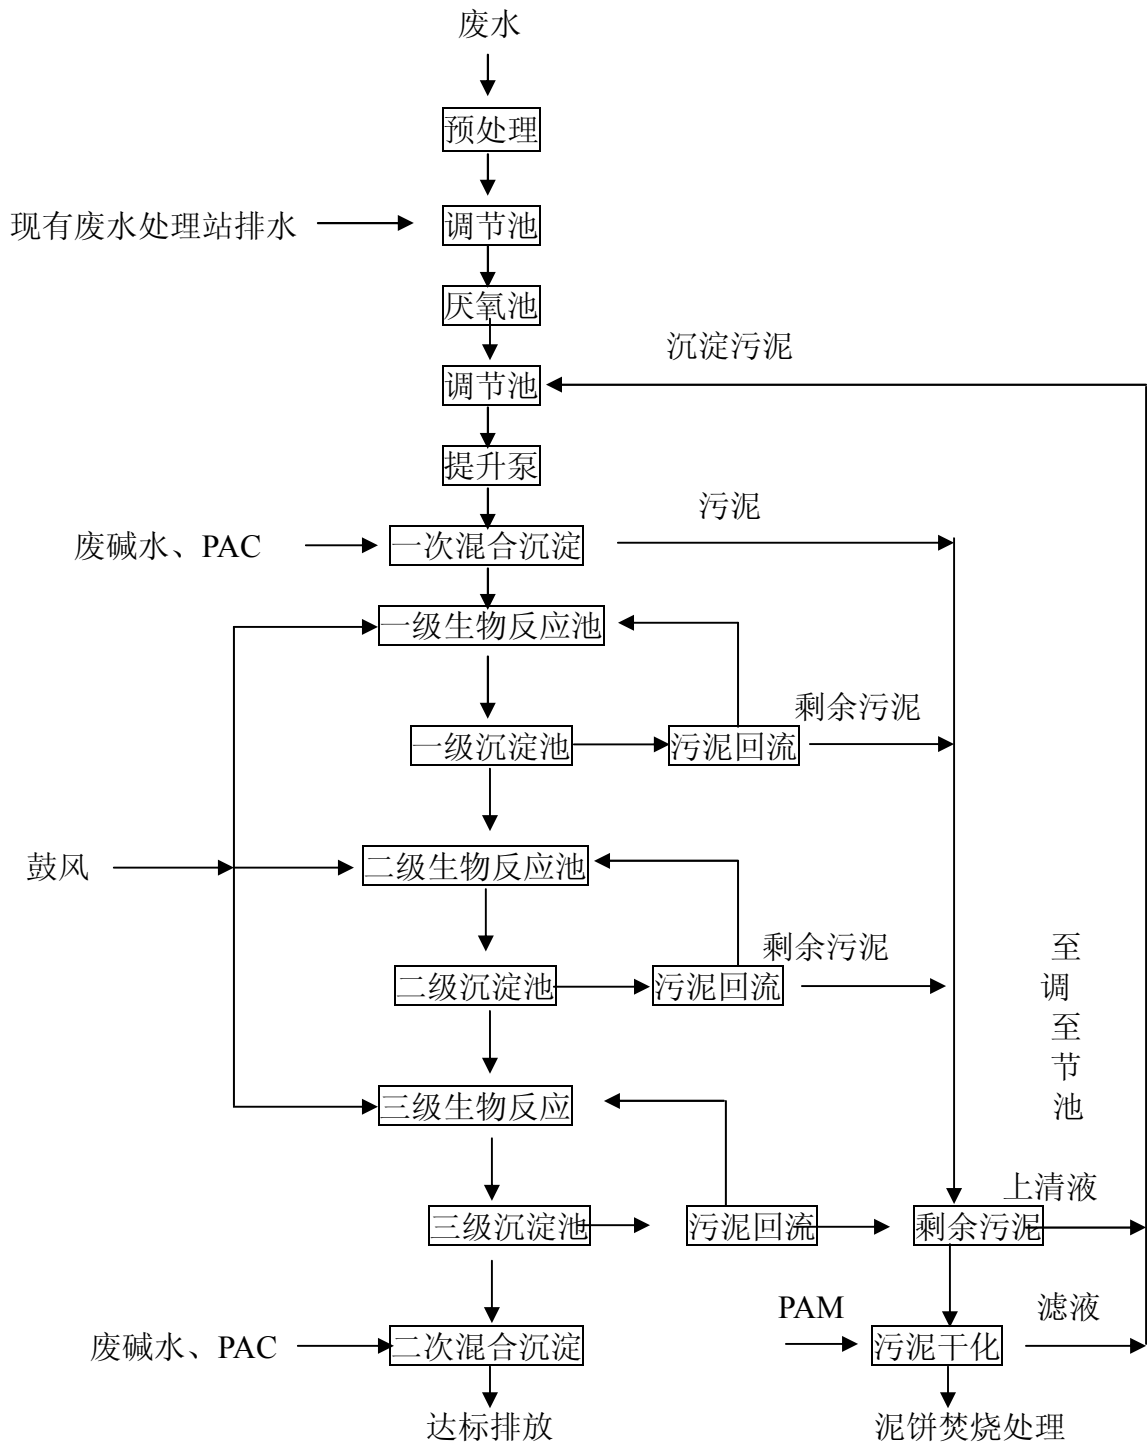 废水
预处理
现有废水处理站排水
调节池
厌氧池
沉淀污泥
调节池
提升泵
污泥
废碱水、PAC
一次混合沉淀
一级生物反应池
剩余污泥
一级沉淀池
污泥回流
鼓风
二级生物反应池
剩余污泥
二级沉淀池
污泥回流
至
调
至
节
池
三级生物反应
上清液
三级沉淀池
污泥回流
剩余污泥
PAM
滤液
废碱水、PAC
二次混合沉淀
污泥干化
达标排放
泥饼焚烧处理